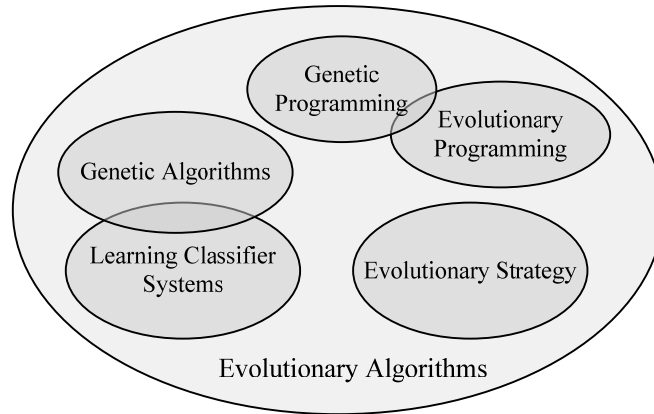 Genetic
Programming
Evolutionary
Programming
Genetic Algorithms
Learning Classifier
Systems
Evolutionary Strategy
Evolutionary Algorithms